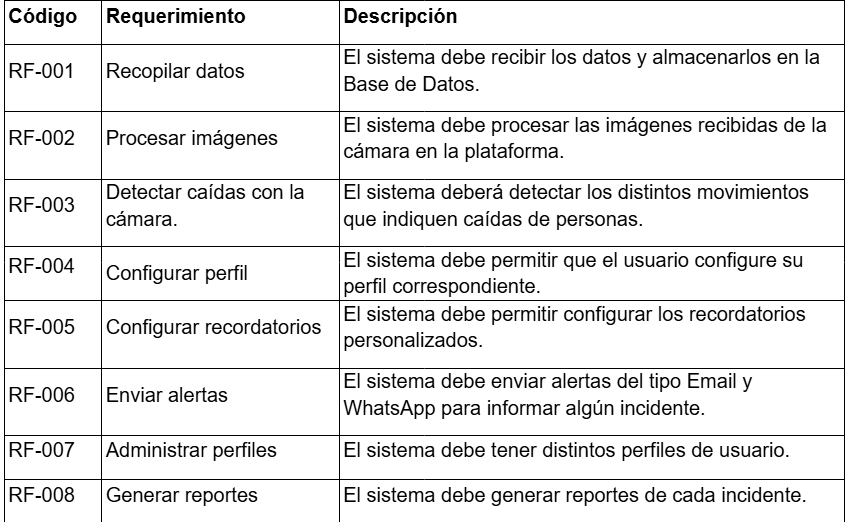 Código Requerimiento Descripción
RF-001 Recopilar datos El sistema debe recibir los datos y almacenarlos en la
Base de Datos.
RF-002 Procesar imágenes El sistema debe procesar las imágenes recibidas de la
cámara en la plataforma.
RF-003 Detectar caídas con la
cámara. El sistema deberá detectar los distintos movimientos
que indiquen caídas de personas.
RF-004 Configurar perfil El sistema debe permitir que el usuario configure su
perfil correspondiente.
RF-005 Configurar recordatorios El sistema debe permitir configurar los recordatorios
personalizados.
RF-006 Enviar alertas El sistema debe enviar alertas del tipo Email y
WhatsApp para informar algún incidente.
RF-007 Administrar perfiles El sistema debe tener distintos perfiles de usuario.
RF-008 Generar reportes El sistema debe generar reportes de cada incidente.